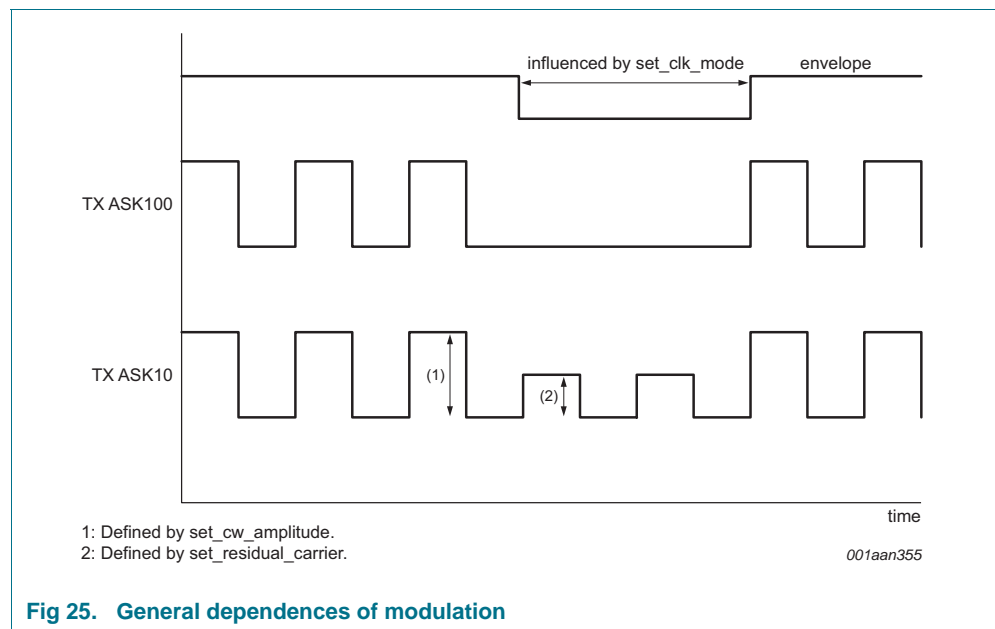 influenced by set_clk_mode
envelope
TX ASK100
TX ASK10
(1)
(2)
time
1: Defined by set_cw_amplitude.
2: Defined by set_residual_carrier.
001aan355
Fig 25. General dependences of modulation